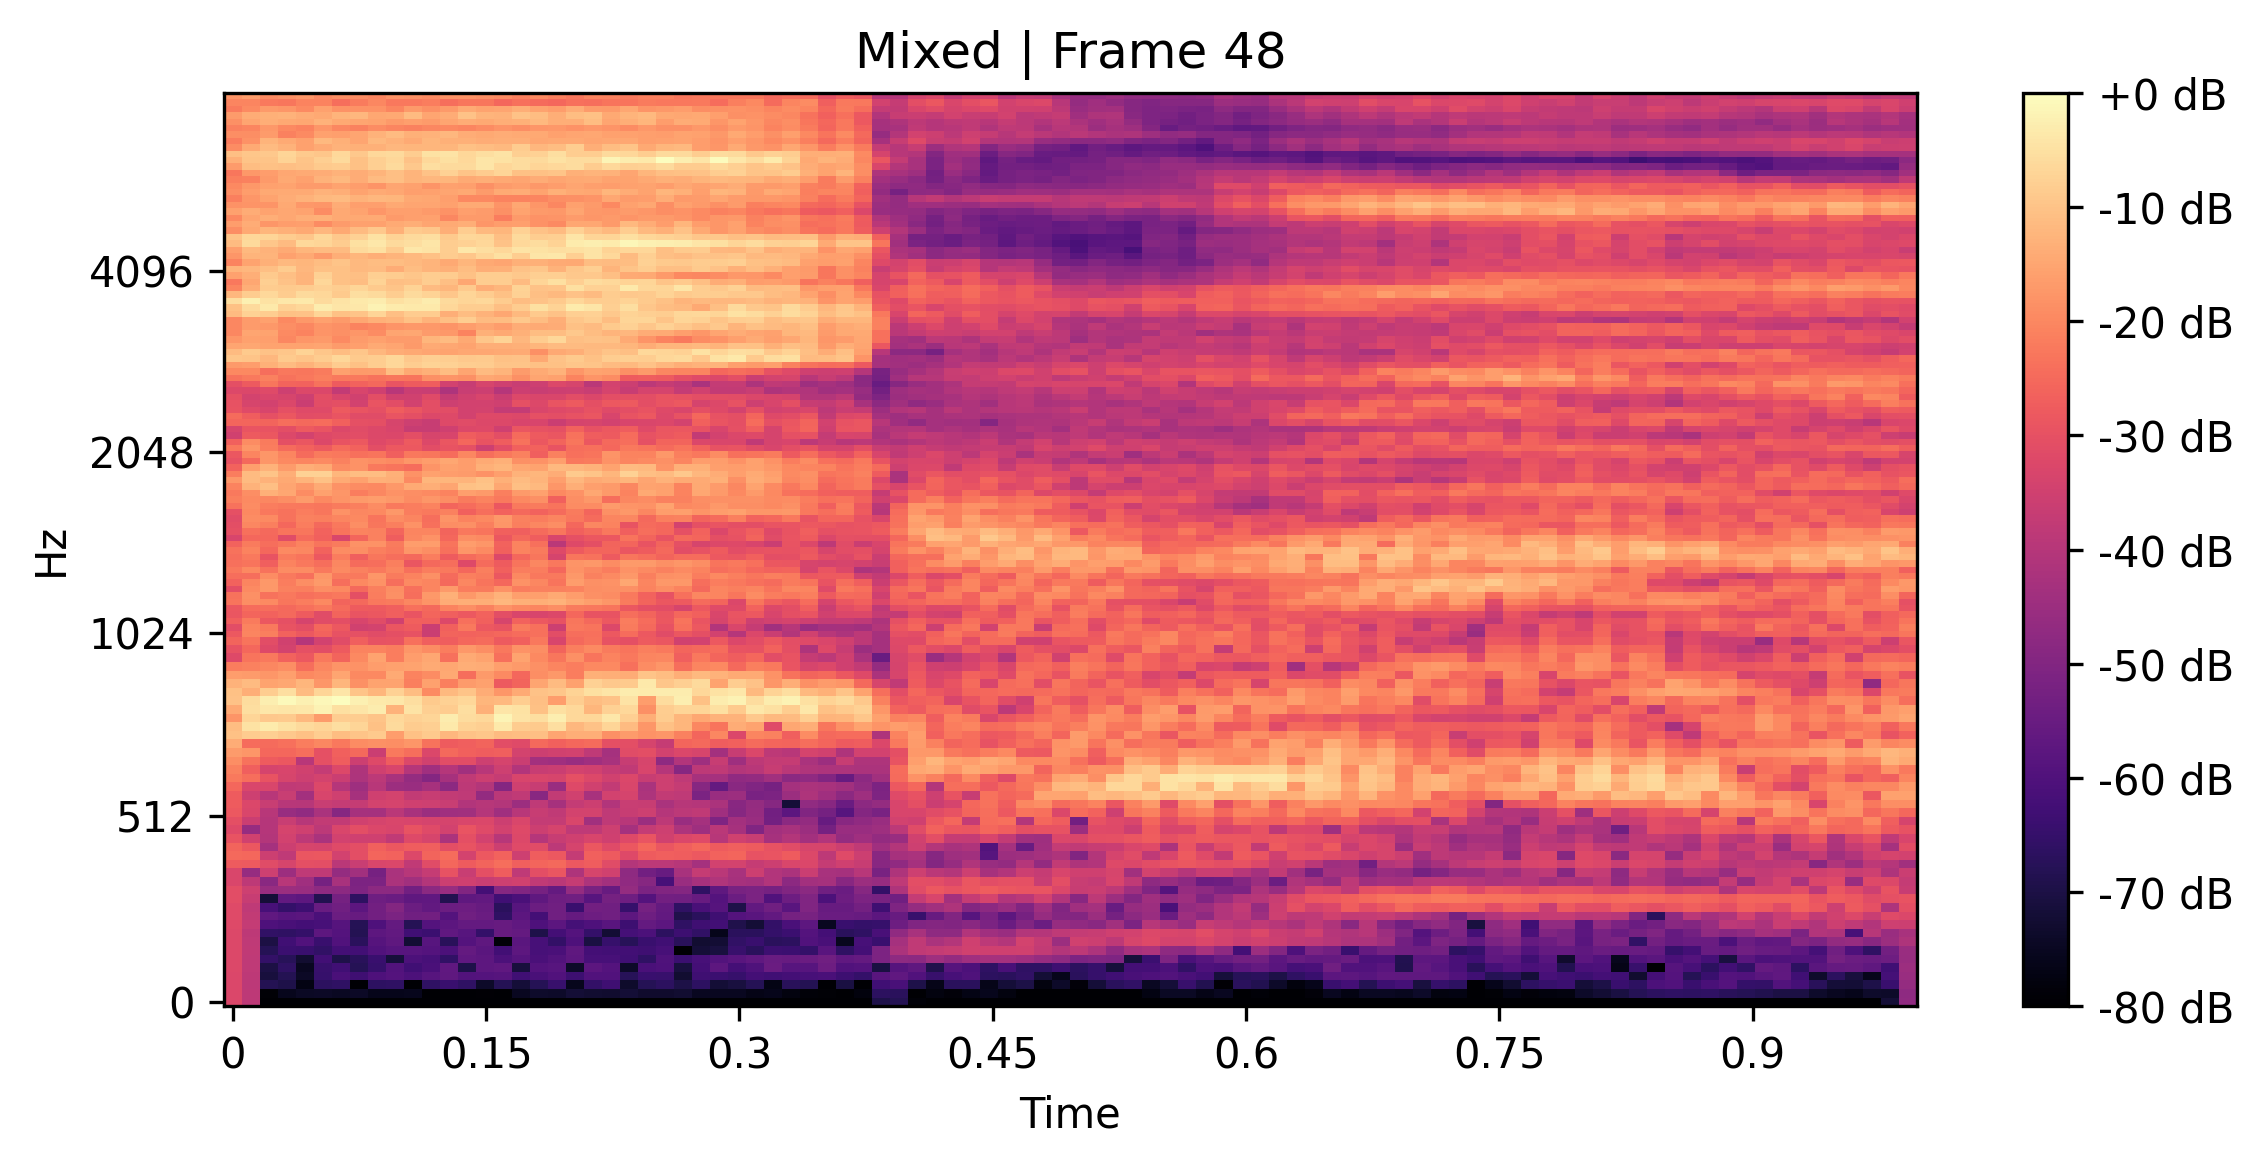 Mixed | Frame 48
Hz
4096
2048
1024
512
0
0 0.15 0.3 0.45 0.6 0.75 0.9
Time
+0 dB
-10 dB
-20 dB
-30 dB
-40 dB
-50 dB
-60 dB
-70 dB
-80 dB